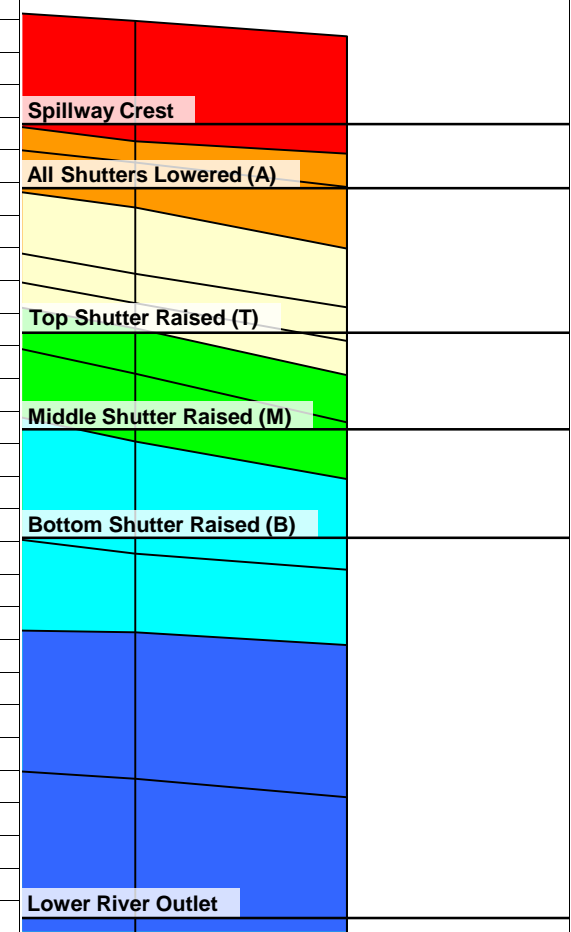 Spillway Crest
All Shutters Lowered (A)
Top Shutter Raised (T)
Middle Shutter Raised (M)
Bottom Shutter Raised (B)
Lower River Outlet